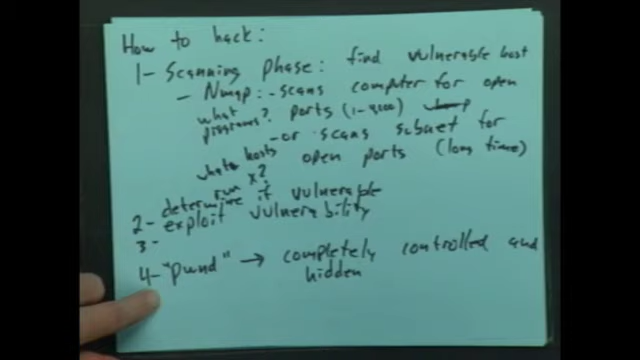 How to hack:
1- Scanning phase: find vulnerable host
- Nmap: - scans computer for open
what programs? ports (1-9000)
- or scans subnet for
what hosts run x? open ports (long time)
2- determine if vulnerable
3- exploit vulnerability
4- "pwnd" → completely controlled and
hidden